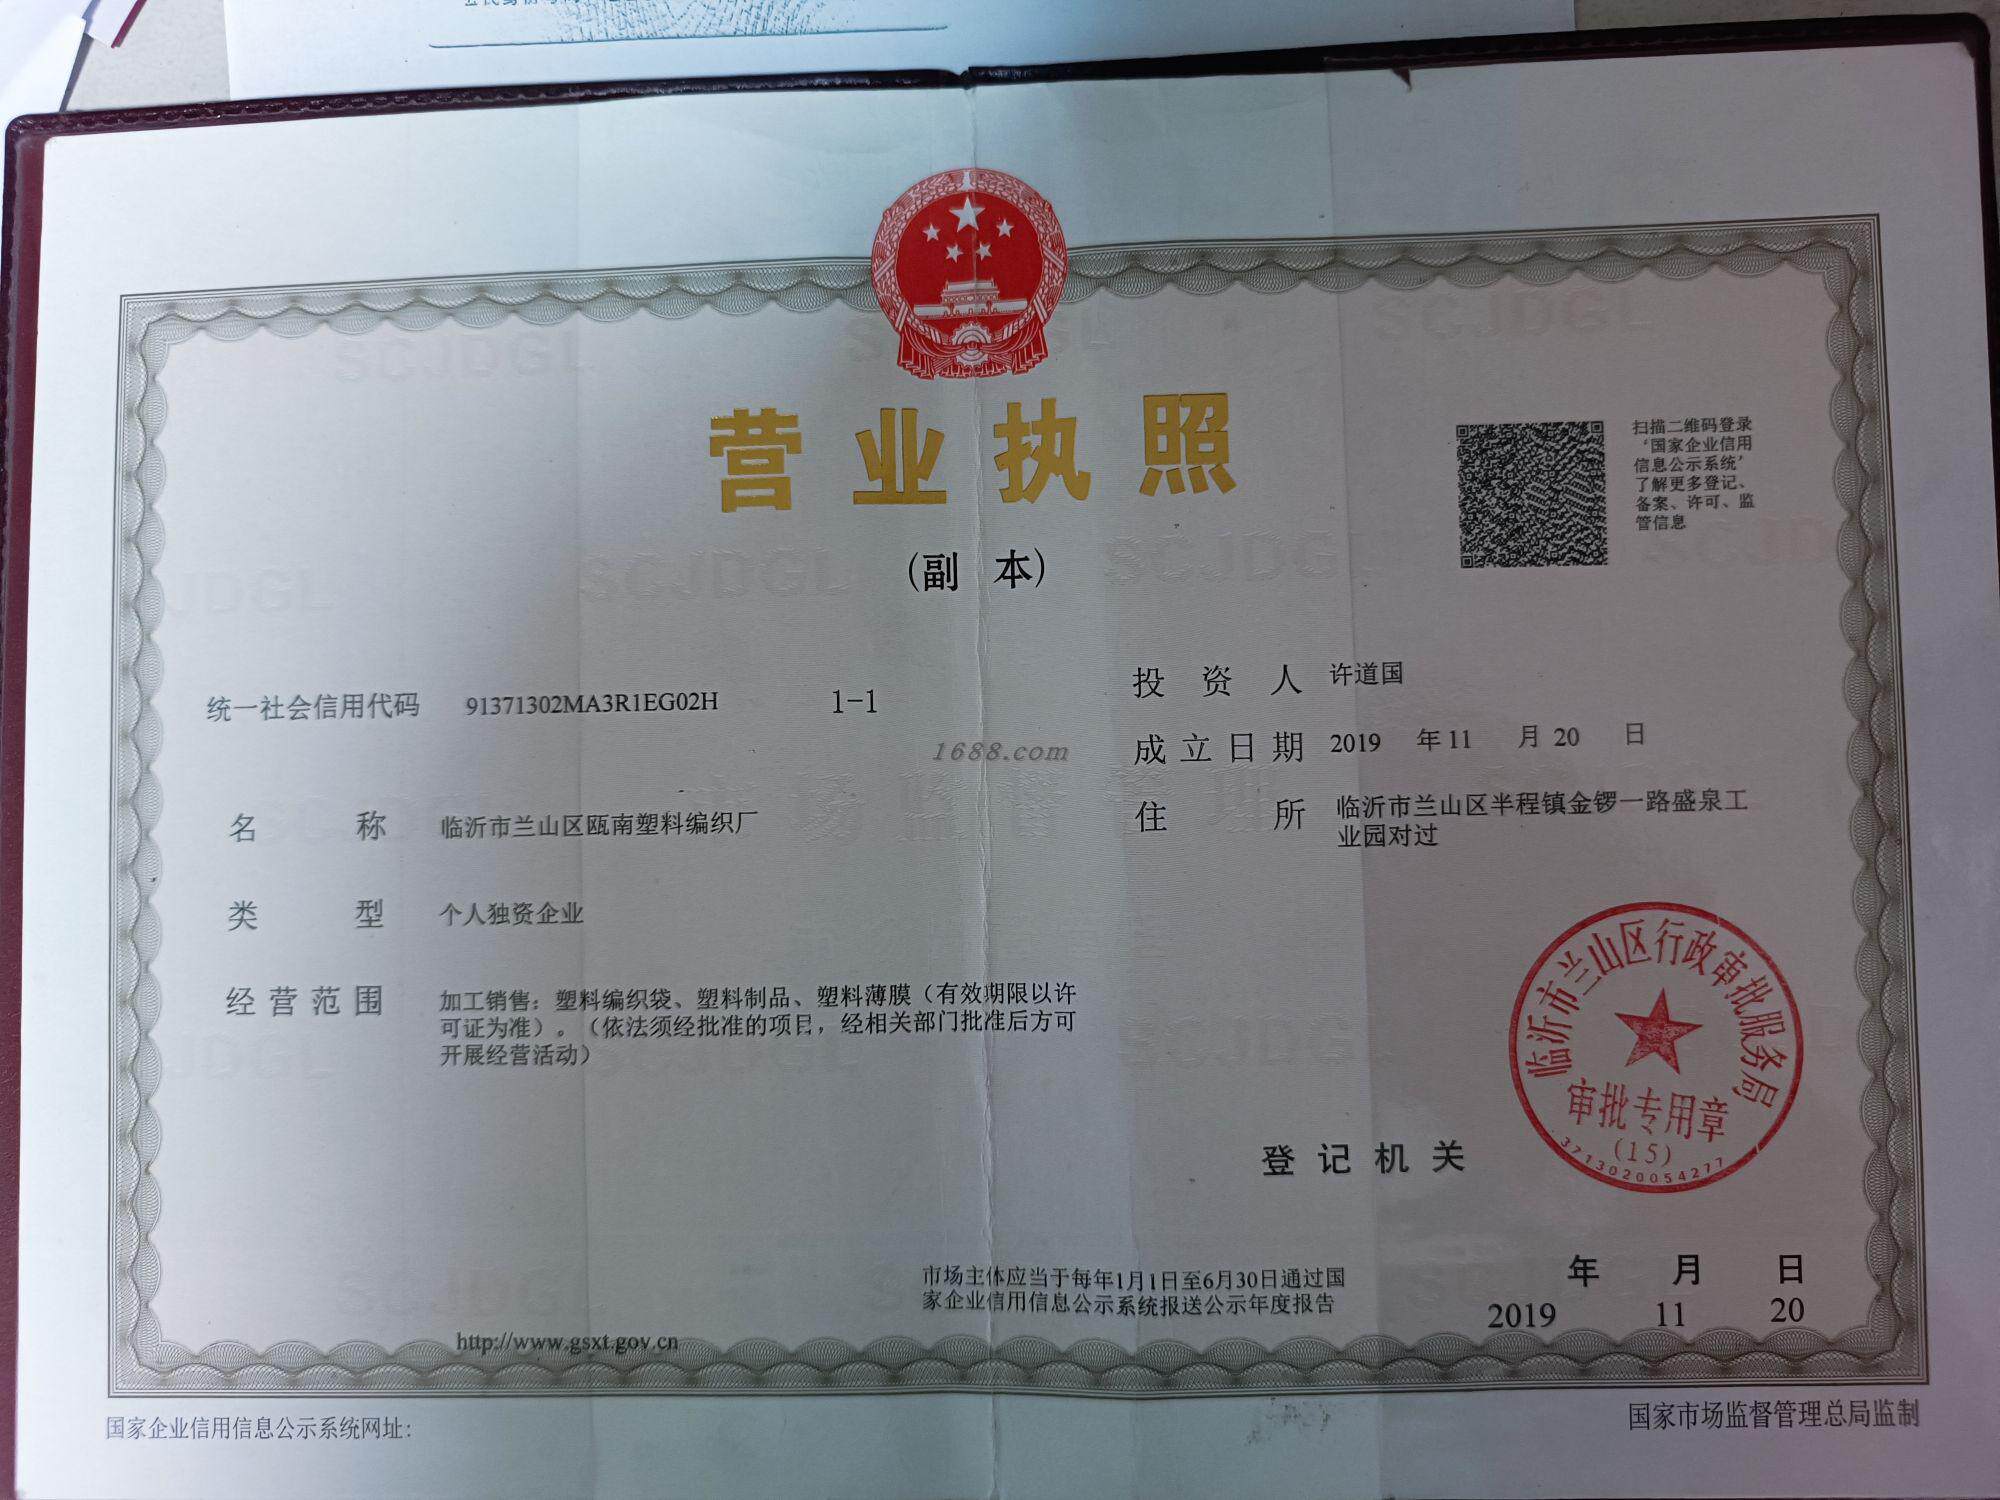 营业执照
(副 本)
扫描二维码登录
'国家企业信用
信息公示系统'
了解更多登记、
备案、许可、监
管信息
统一社会信用代码 91371302MA3R1EG02H 1-1
名 称 临沂市兰山区瓯南塑料编织厂
类 型 个人独资企业
经营范围 加工销售：塑料编织袋、塑料制品、塑料薄膜（有效期限以许
可证为准）。（依法须经批准的项目，经相关部门批准后方可
开展经营活动）
投 资 人 许道国
成立日期 2019 年 11 月 20 日
住 所 临沂市兰山区半程镇金锣一路盛泉工
业园对过
1688.com
临沂市兰山区行政审批服务局
审批专用章
(15)
3713020054277
登记机关
年 月 日
2019 11 20
市场主体应当于每年1月1日至6月30日通过国
家企业信用信息公示系统报送公示年度报告
http://www.gsxt.gov.cn
国家企业信用信息公示系统网址：
国家市场监督管理总局监制
SCJDGL